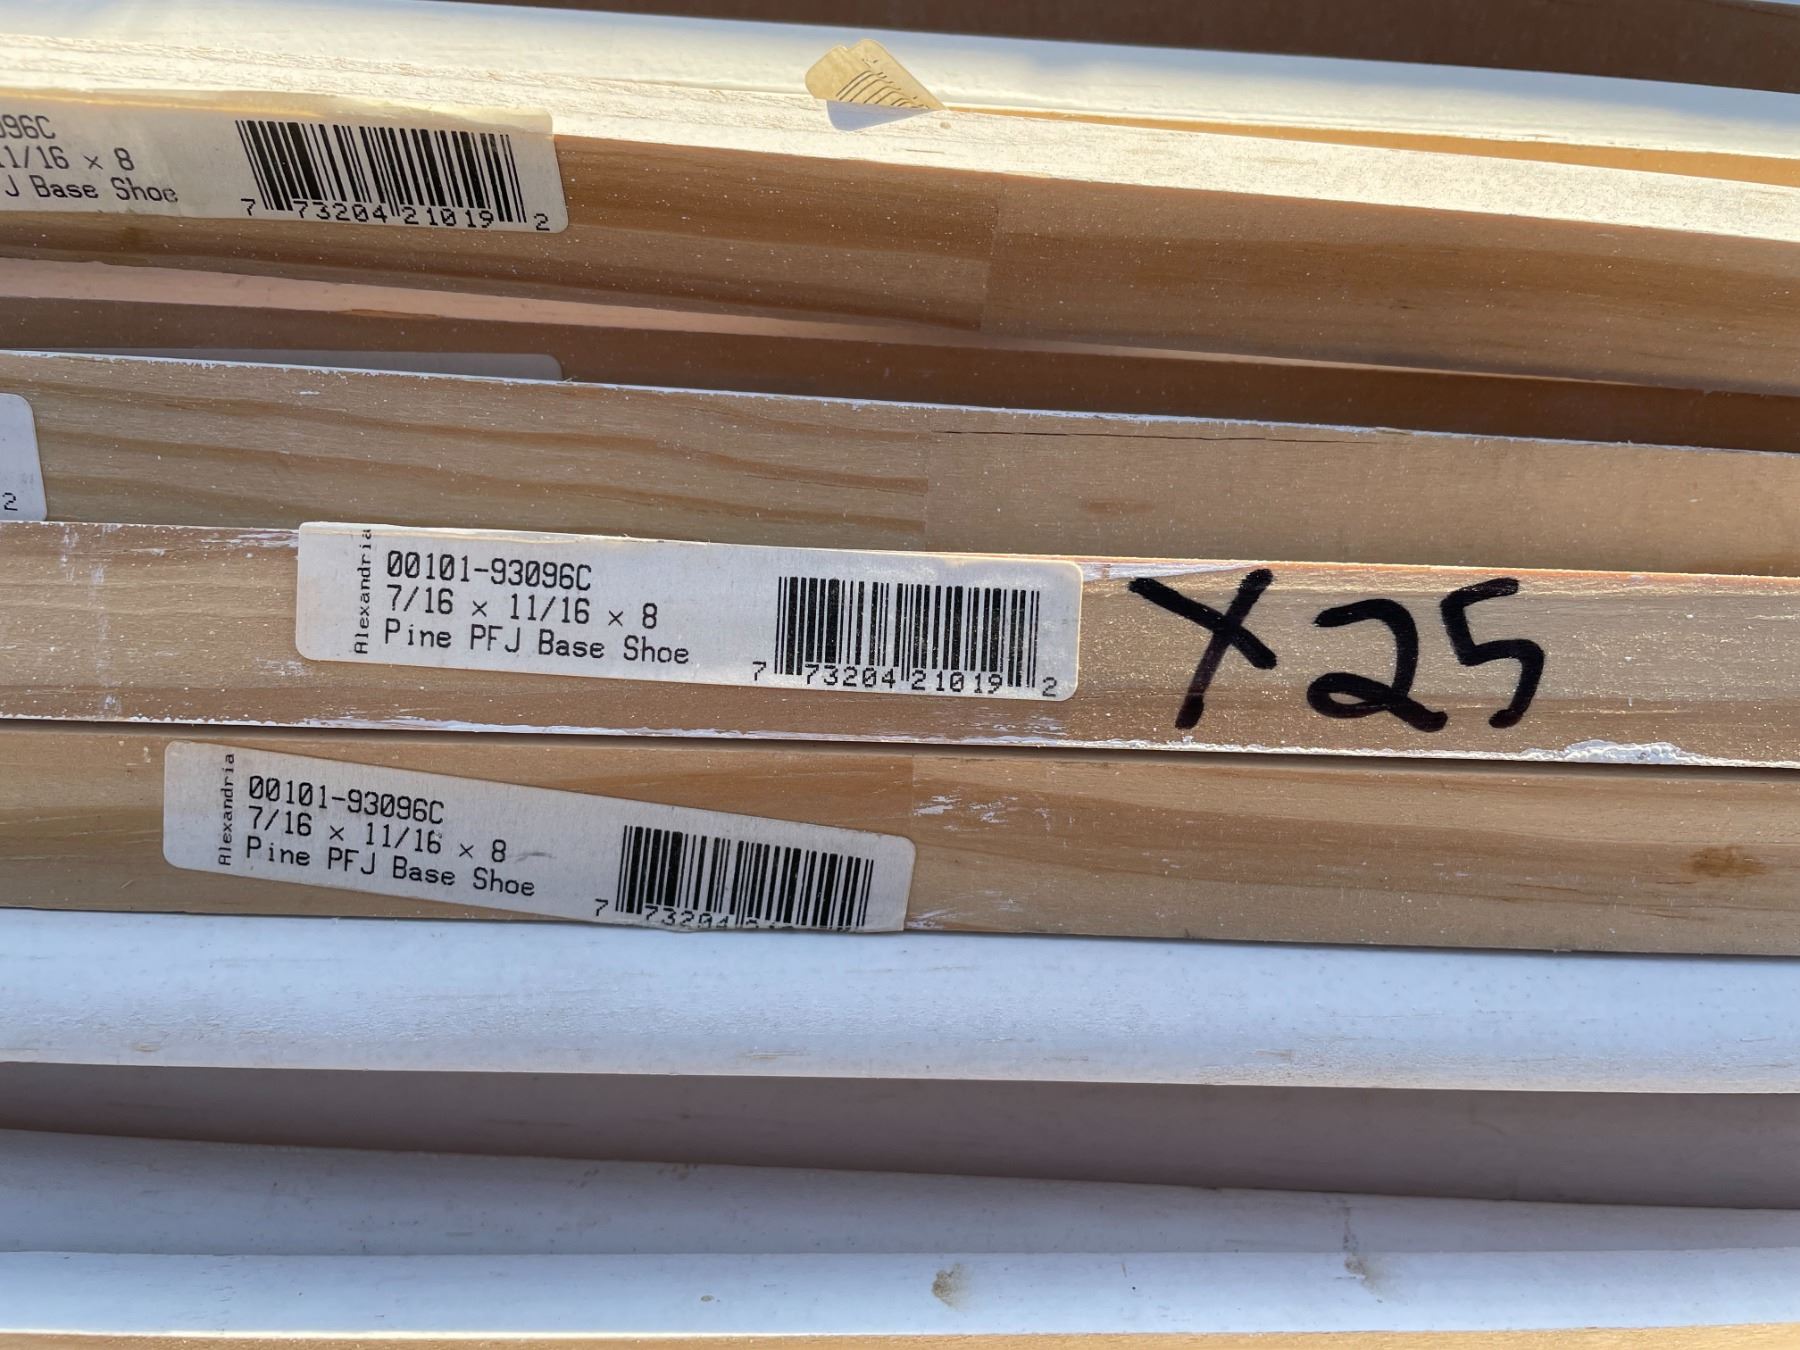 096C
11/16 x 8
J Base Shoe
7 73204 21019 2
2
Alexandria
00101-93096C
7/16 x 11/16 x 8
Pine PFJ Base Shoe
7 73204 21019 2
X25
Alexandria
00101-93096C
7/16 x 11/16 x 8
Pine PFJ Base Shoe
7 73204